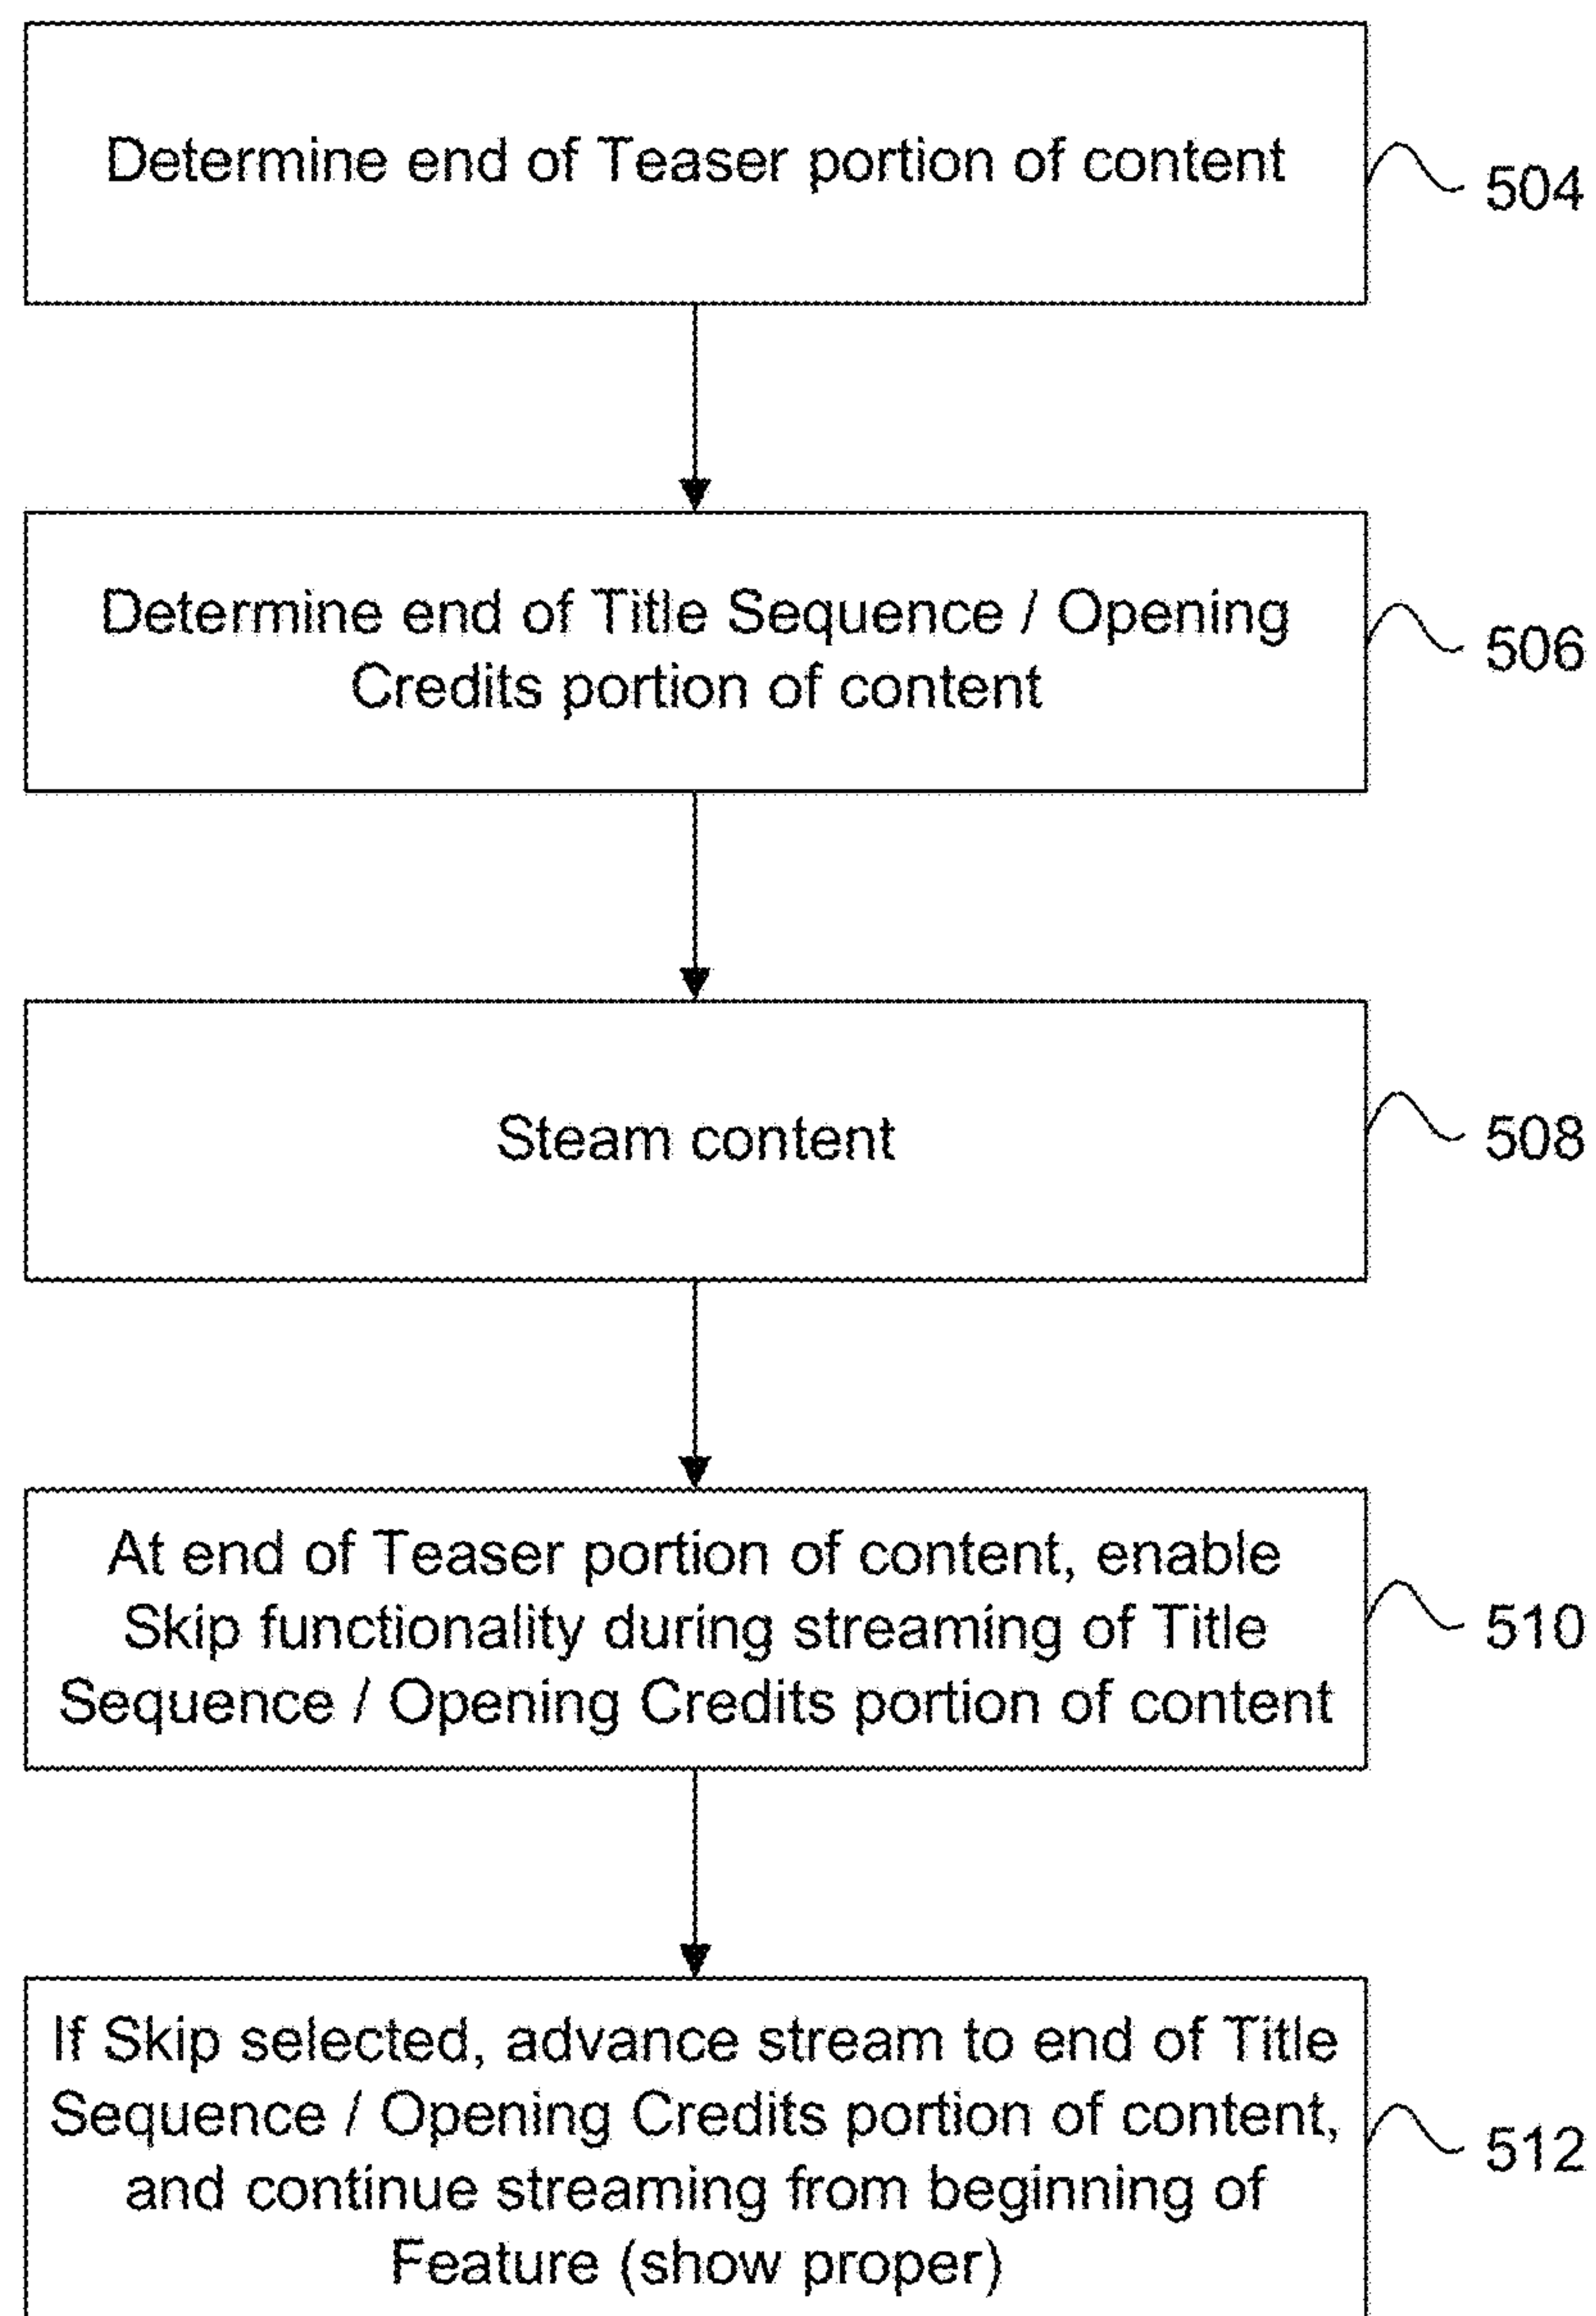 Determine end of Teaser portion of content
504
Determine end of Title Sequence / Opening
Credits portion of content
506
Steam content
508
At end of Teaser portion of content, enable
Skip functionality during streaming of Title
Sequence / Opening Credits portion of content
510
If Skip selected, advance stream to end of Title
Sequence / Opening Credits portion of content,
and continue streaming from beginning of
Feature (show proper)
512